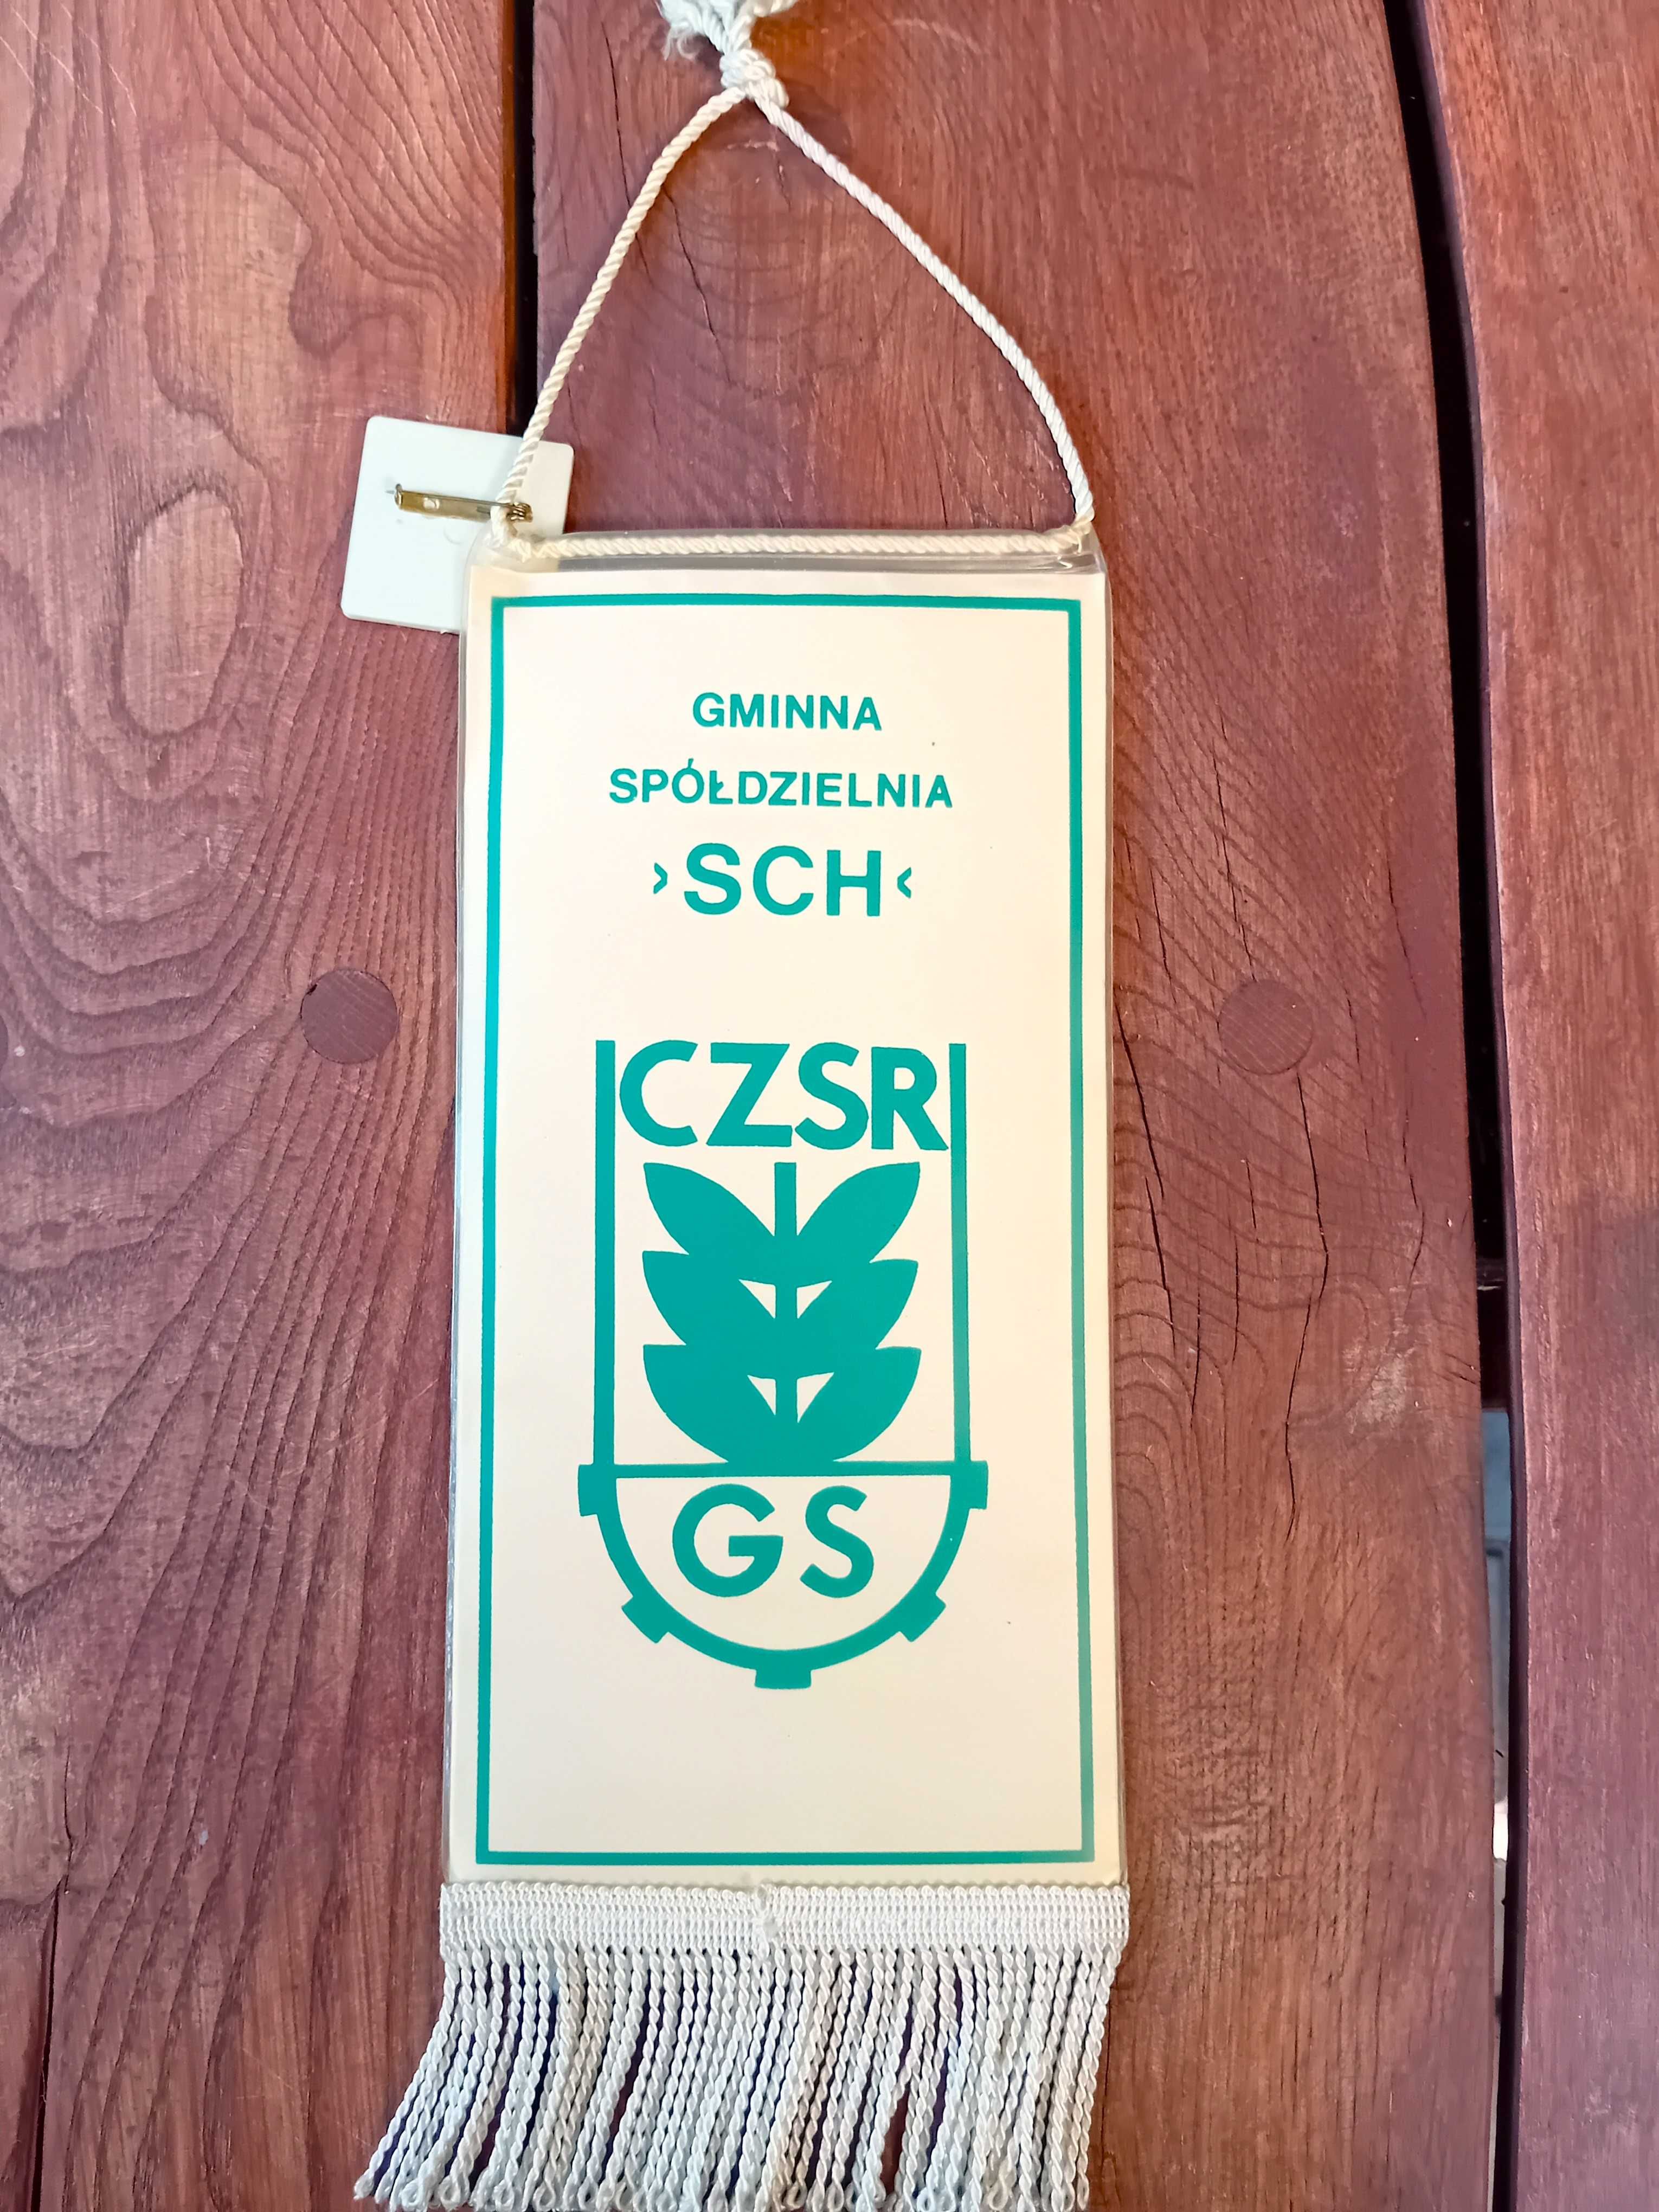 GMINNA
SPÓŁDZIELNIA
›SCH‹
CZSR
GS